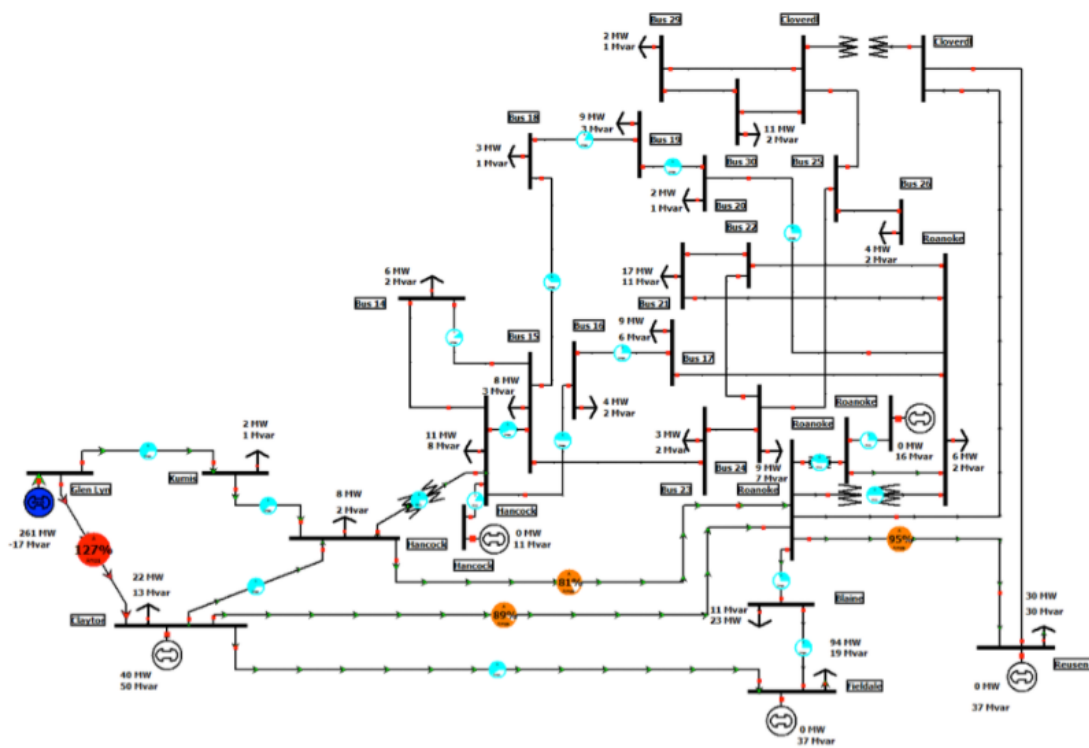 Bus 29
Cloverdl
Cloverdl
2 MW
1 Mvar
11 MW
2 Mvar
Bus 18
9 MW
3 Mvar
Bus 19
3 MW
1 Mvar
Bus 30
Bus 25
Bus 26
2 MW
1 Mvar
Bus 20
Bus 22
4 MW
2 Mvar
Roanoke
6 MW
2 Mvar
Bus 14
17 MW
11 Mvar
Bus 21
Bus 15
Bus 16
9 MW
6 Mvar
Bus 17
8 MW
3 Mvar
4 MW
2 Mvar
Roanoke
Roanoke
0 MW
16 Mvar
11 MW
8 Mvar
3 MW
2 Mvar
Bus 24
9 MW
7 Mvar
6 MW
2 Mvar
2 MW
1 Mvar
Kumis
Glen Lyn
Bus 23
Roanoke
8 MW
2 Mvar
Hancock
0 MW
11 Mvar
261 MW
-17 Mvar
Hancock
Hancock
127%
81%
95%
22 MW
13 Mvar
Claytor
89%
11 Mvar
23 MW
Blaine
30 MW
30 Mvar
94 MW
19 Mvar
Reusen
40 MW
50 Mvar
Fieldale
0 MW
37 Mvar
0 MW
37 Mvar